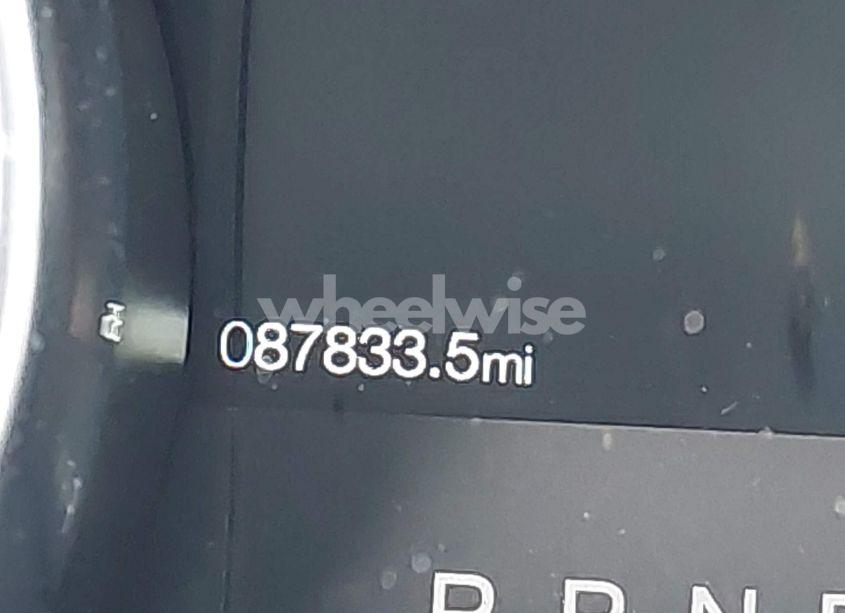 wheelwise
087833.5mi
P R N